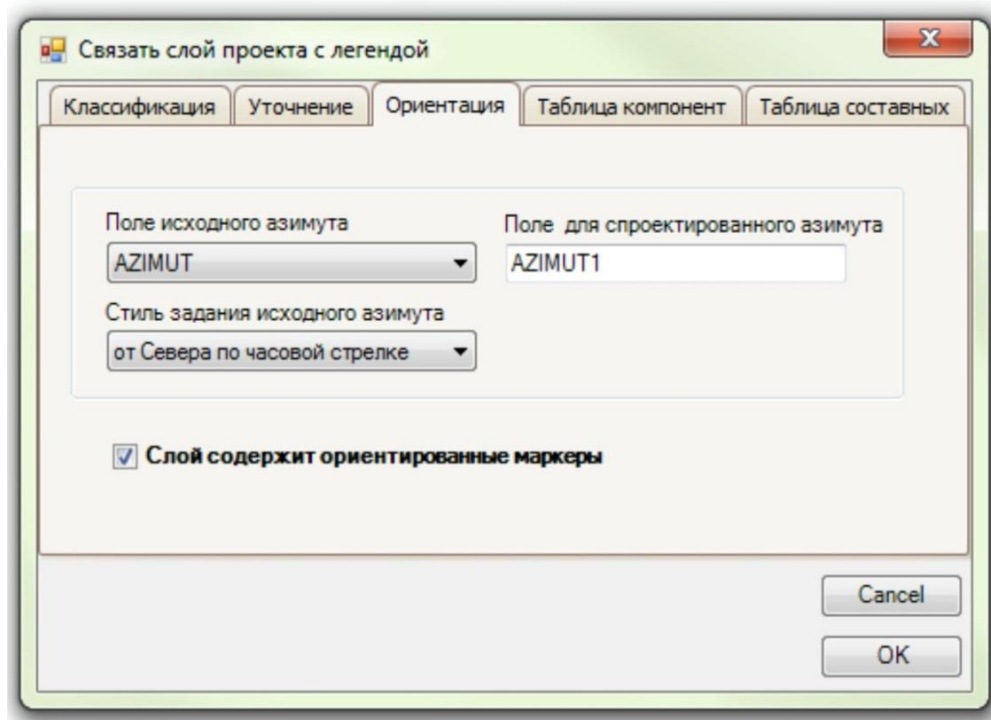 Связать слой проекта с легендой
X
Классификация Уточнение Ориентация Таблица компонент Таблица составных
Поле исходного азимута Поле для спроектированного азимута
AZIMUT AZIMUT1
Стиль задания исходного азимута
от Севера по часовой стрелке
Слой содержит ориентированные маркеры
Cancel
OK